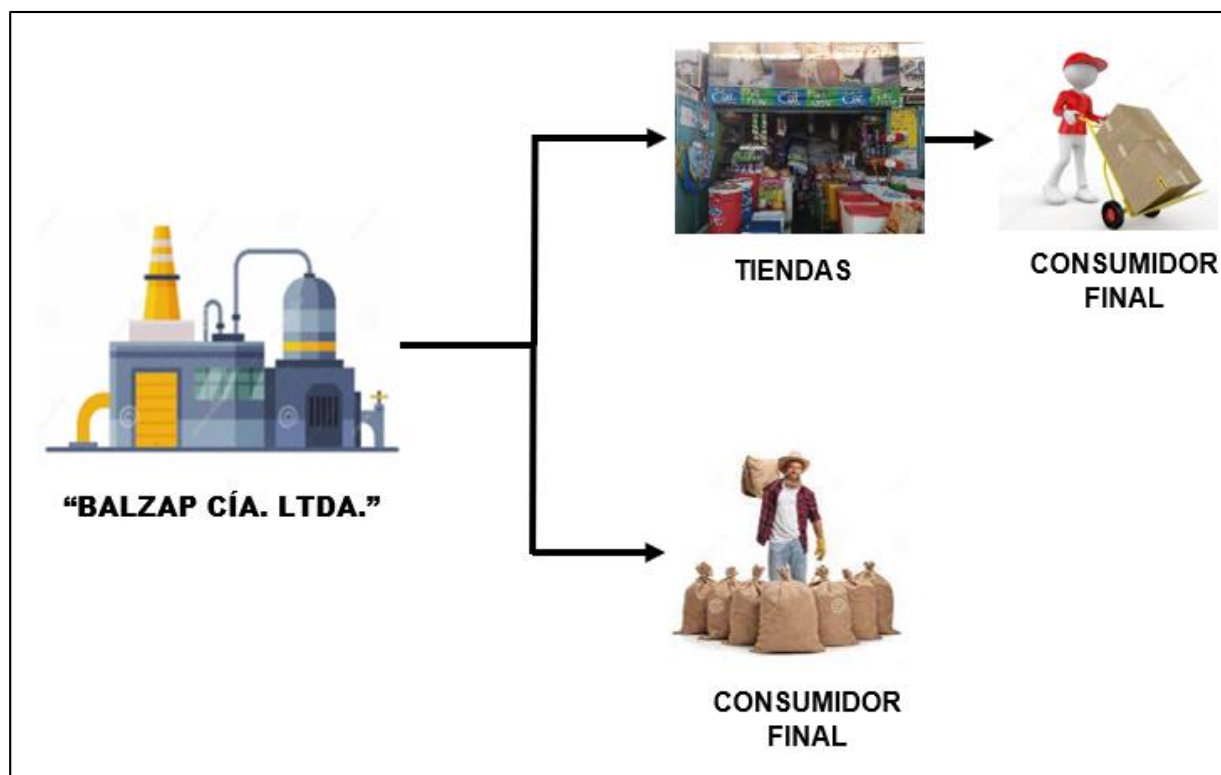 TIENDAS
CONSUMIDOR
FINAL
“BALZAP CÍA. LTDA.”
CONSUMIDOR
FINAL